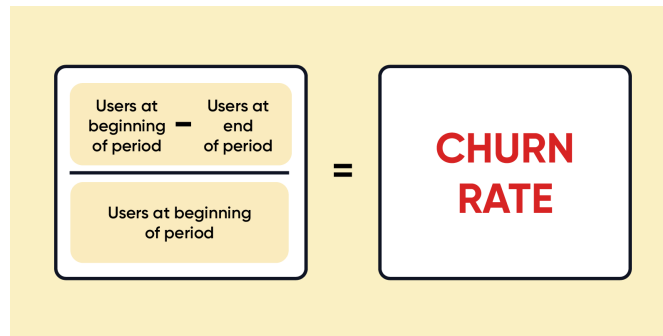 Users at
beginning
of period
–
Users at
end
of period
Users at beginning
of period
=
CHURN
RATE